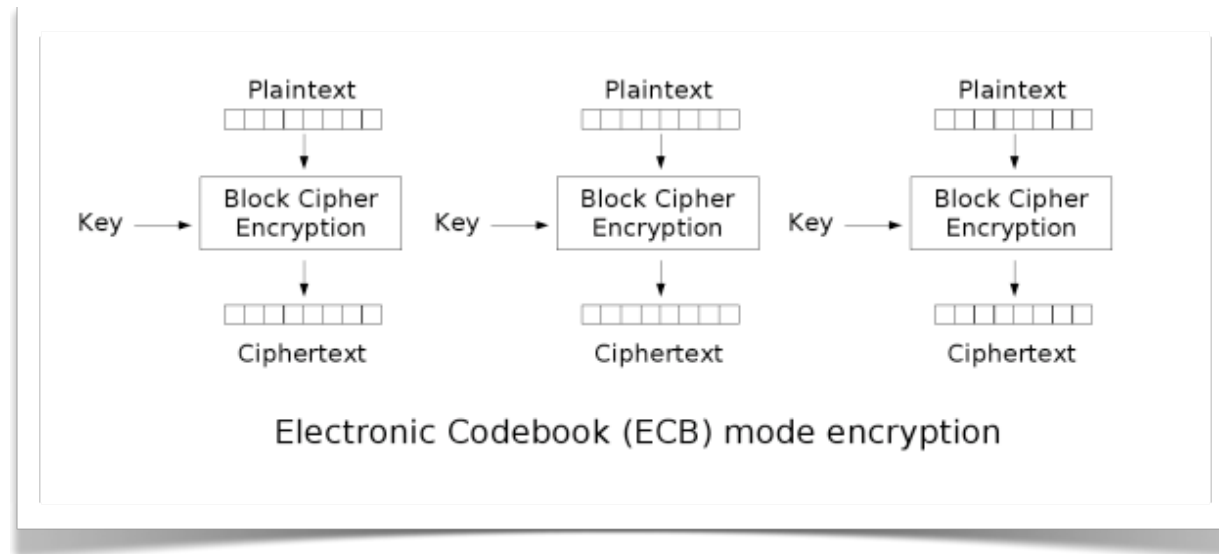 Plaintext
Plaintext
Plaintext
Key
Block Cipher
Encryption
Key
Block Cipher
Encryption
Key
Block Cipher
Encryption
Ciphertext
Ciphertext
Ciphertext
Electronic Codebook (ECB) mode encryption